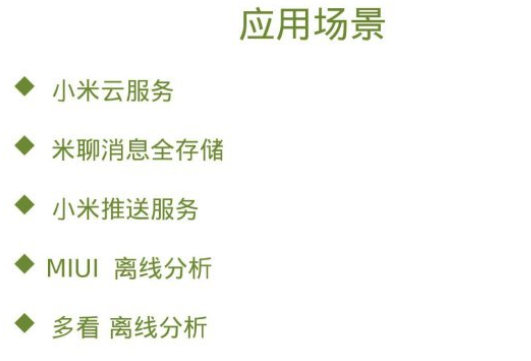 应用场景
小米云服务
米聊消息全存储
小米推送服务
MIUI 离线分析
多看 离线分析